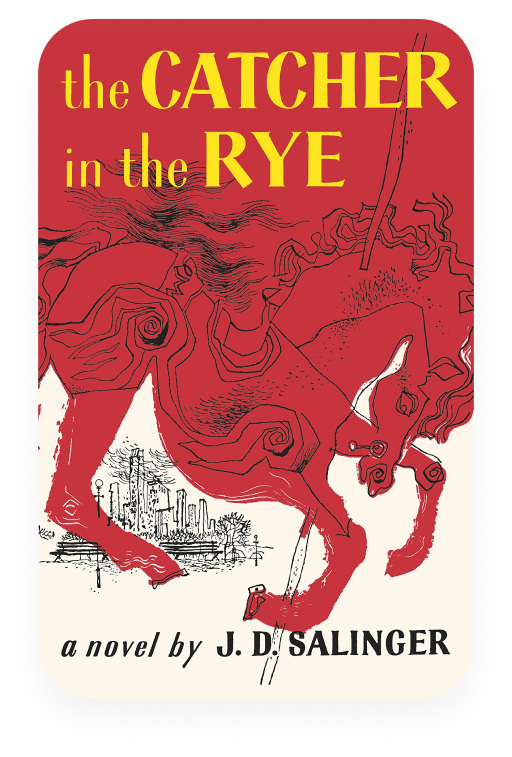 the CATCHER
in the RYE
a novel by J. D. SALINGER